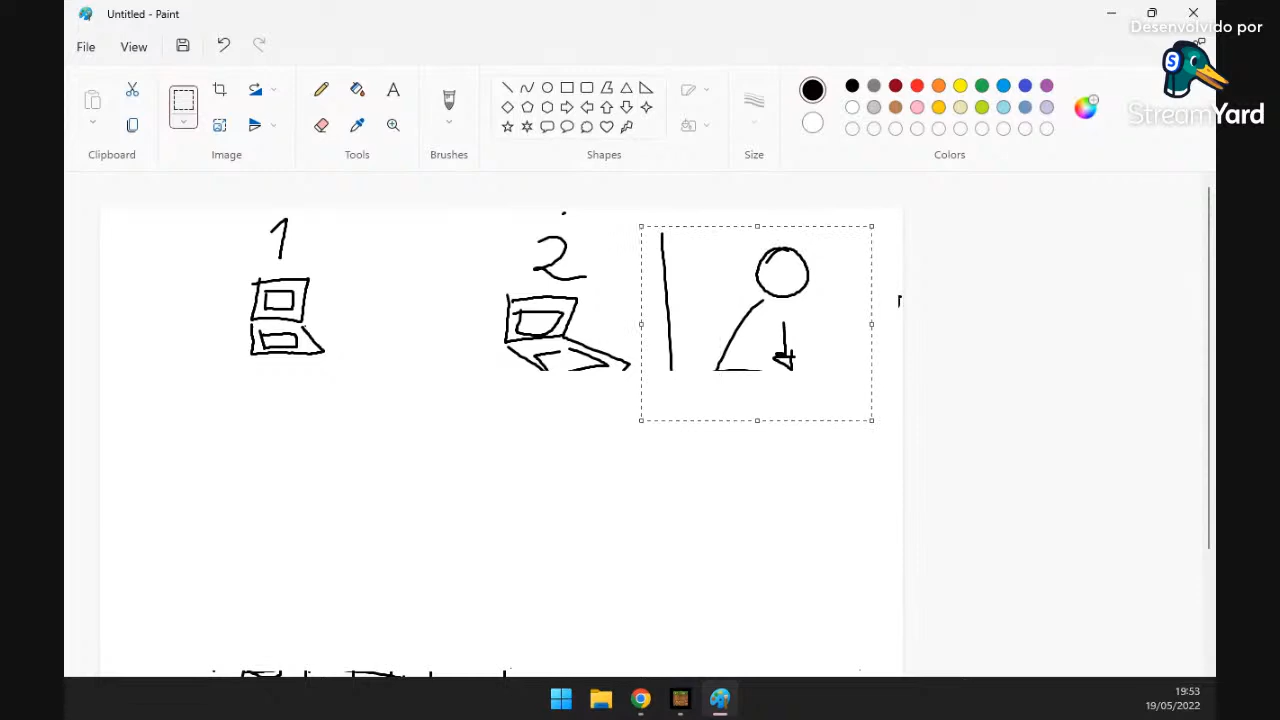 Untitled - Paint
Desenvolvido por
StreamYard
File
View
Clipboard
Image
Tools
Brushes
Shapes
Size
Colors
A
S
1
2
19:53
19/05/2022